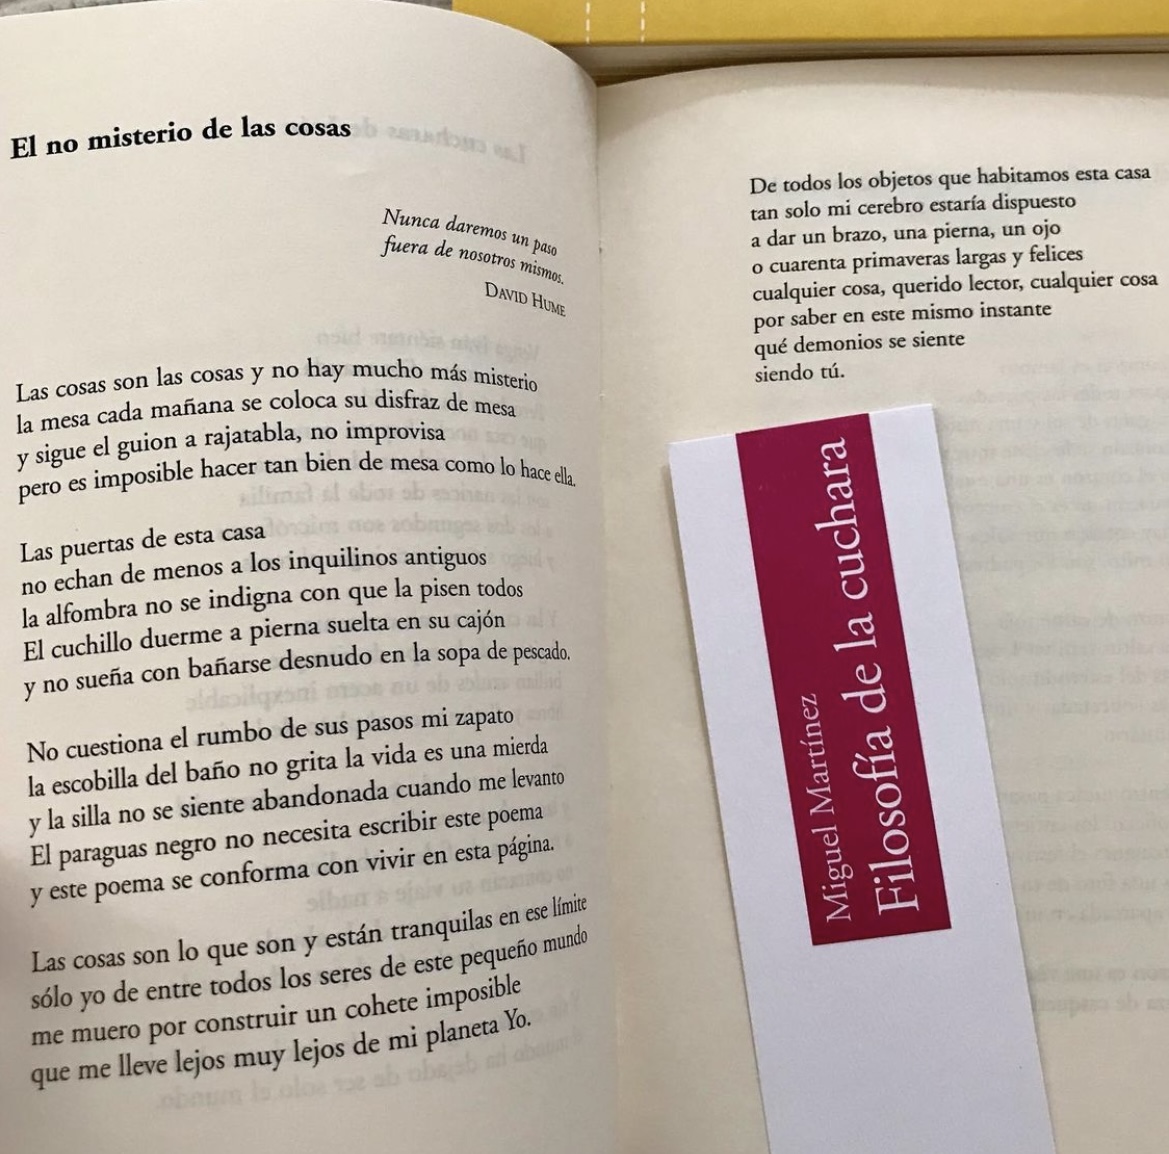 El no misterio de las cosas
Nunca daremos un paso
fuera de nosotros mismos.
DAVID HUME
Las cosas son las cosas y no hay mucho más misterio
la mesa cada mañana se coloca su disfraz de mesa
y sigue el guion a rajatabla, no improvisa
pero es imposible hacer tan bien de mesa como lo hace ella.
Las puertas de esta casa
no echan de menos a los inquilinos antiguos
la alfombra no se indigna con que la pisen todos
El cuchillo duerme a pierna suelta en su cajón
y no sueña con bañarse desnudo en la sopa de pescado.
No cuestiona el rumbo de sus pasos mi zapato
la escobilla del baño no grita la vida es una mierda
y la silla no se siente abandonada cuando me levanto
El paraguas negro no necesita escribir este poema
y este poema se conforma con vivir en esta página.
Las cosas son lo que son y están tranquilas en ese límite
sólo yo de entre todos los seres de este pequeño mundo
me muero por construir un cohete imposible
que me lleve lejos muy lejos de mi planeta Yo.
De todos los objetos que habitamos esta casa
tan solo mi cerebro estaría dispuesto
a dar un brazo, una pierna, un ojo
o cuarenta primaveras largas y felices
cualquier cosa, querido lector, cualquier cosa
por saber en este mismo instante
qué demonios se siente
siendo tú.
Miguel Martínez
Filosofía de la cuchara